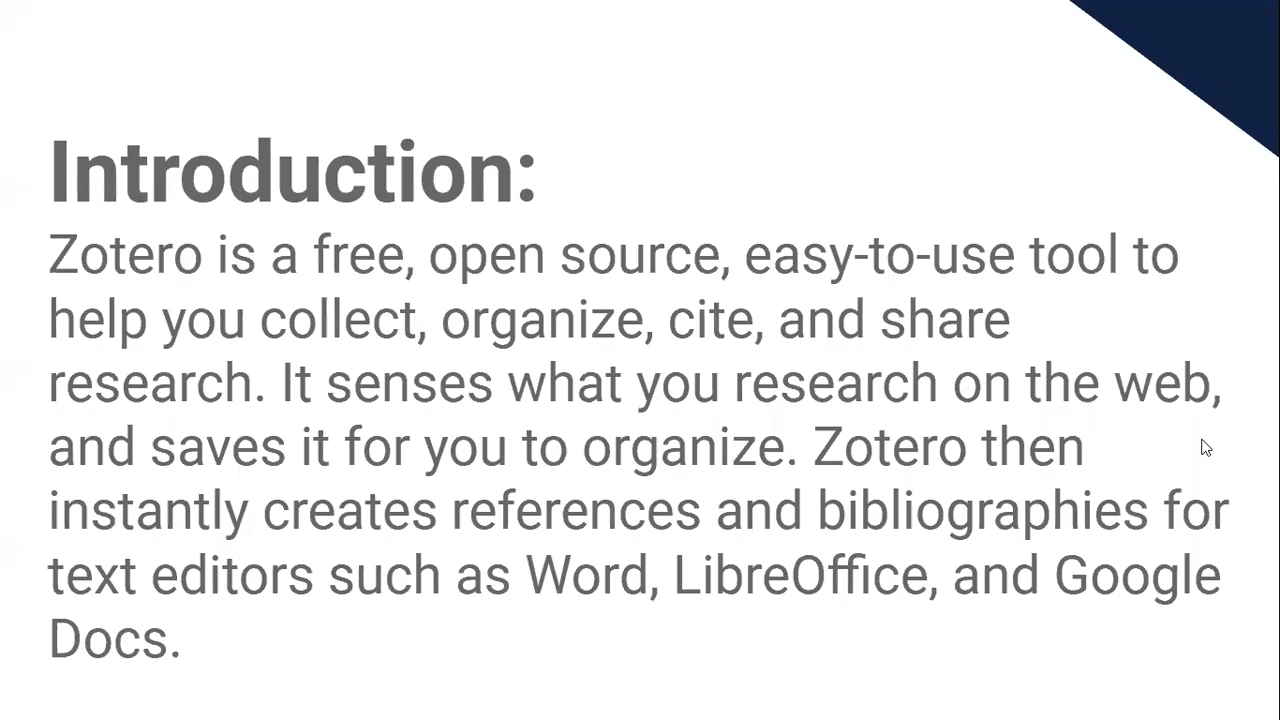 Introduction:
Zotero is a free, open source, easy-to-use tool to
help you collect, organize, cite, and share
research. It senses what you research on the web,
and saves it for you to organize. Zotero then
instantly creates references and bibliographies for
text editors such as Word, LibreOffice, and Google
Docs.